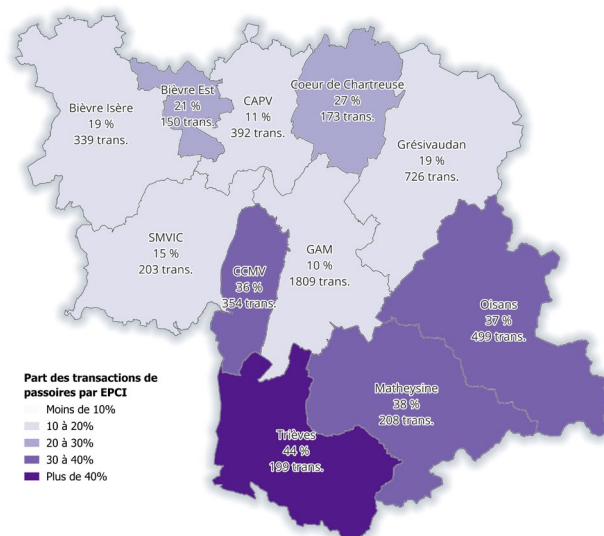 Bièvre Isère
19 %
339 trans.
Bièvre Est
21 %
150 trans.
CAPV
11 %
392 trans.
Coeur de Chartreuse
27 %
173 trans.
Grésivaudan
19 %
726 trans.
SMVIC
15 %
203 trans.
CCMV
36 %
354 trans.
GAM
10 %
1809 trans.
Oisans
37 %
499 trans.
Matheysine
38 %
208 trans.
Trièves
44 %
199 trans.
Part des transactions de
passoires par EPCI
Moins de 10%
10 à 20%
20 à 30%
30 à 40%
Plus de 40%